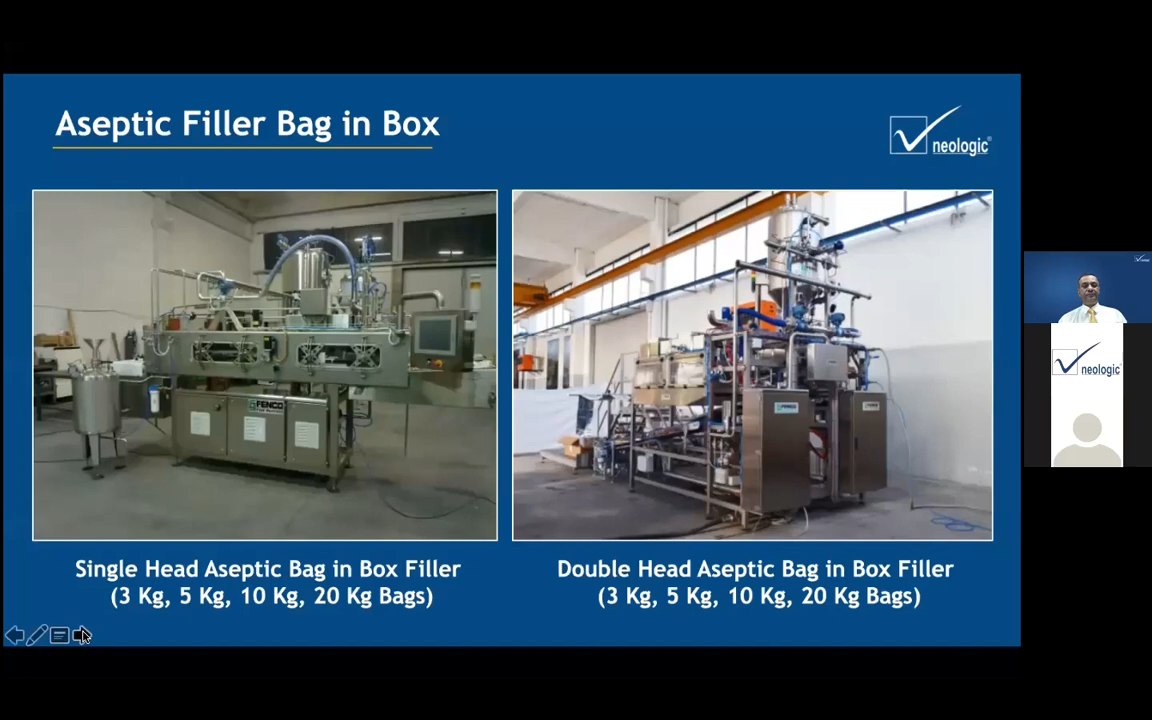 Aseptic Filler Bag in Box
neologic®
FENCO
Single Head Aseptic Bag in Box Filler
(3 Kg, 5 Kg, 10 Kg, 20 Kg Bags)
Double Head Aseptic Bag in Box Filler
(3 Kg, 5 Kg, 10 Kg, 20 Kg Bags)
neologic®